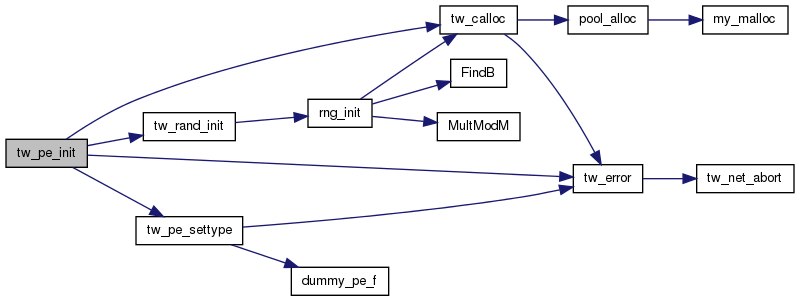 tw_calloc
pool_alloc
my_malloc
FindB
rng_init
tw_rand_init
MultModM
tw_pe_init
tw_error
tw_net_abort
tw_pe_settype
dummy_pe_f